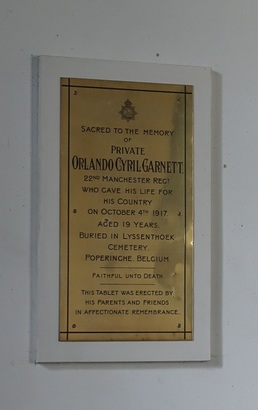 SACRED TO THE MEMORY
OF
PRIVATE
ORLANDO CYRIL GARNETT
22ND MANCHESTER REGT
WHO GAVE HIS LIFE FOR
HIS COUNTRY
ON OCTOBER 4TH 1917
AGED 19 YEARS.
BURIED IN LYSSENTHOEK
CEMETERY
POPERINGHE, BELGIUM
FAITHFUL UNTO DEATH
THIS TABLET WAS ERECTED BY
HIS PARENTS AND FRIENDS
IN AFFECTIONATE REMEMBRANCE.